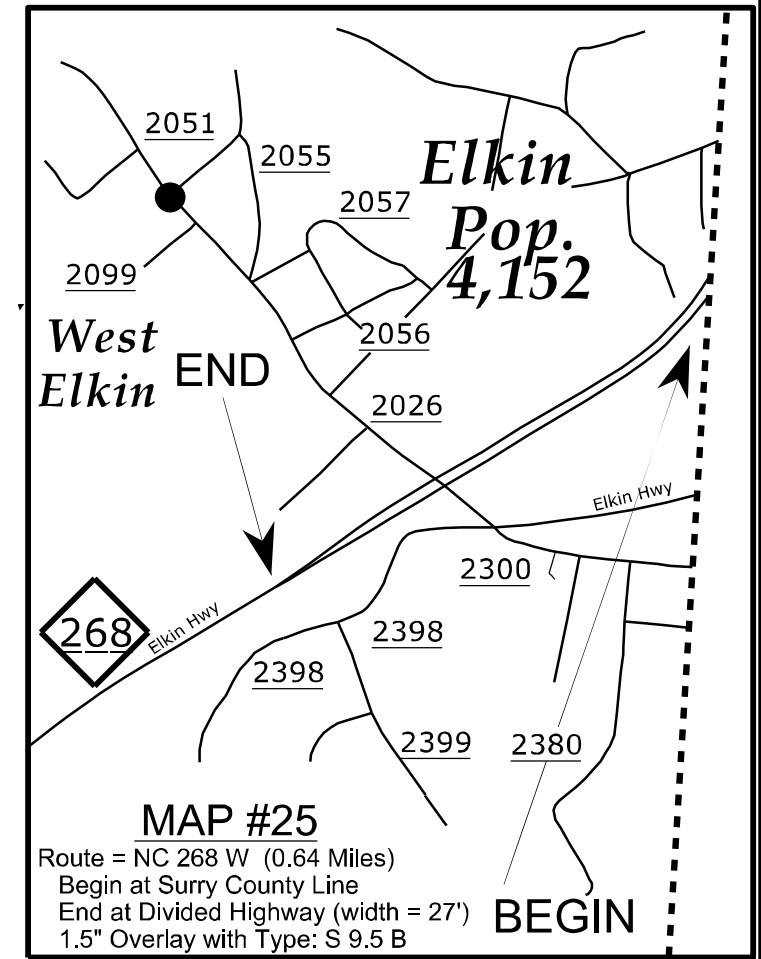 2051
2055
Elkin
Pop.
4,152
2057
2099
West
Elkin
END
2056
2026
Elkin Hwy
2300
268
Elkin Hwy
2398
2398
2399
2380
MAP #25
Route = NC 268 W (0.64 Miles)
Begin at Surry County Line
End at Divided Highway (width = 27')
1.5" Overlay with Type: S 9.5 B
BEGIN